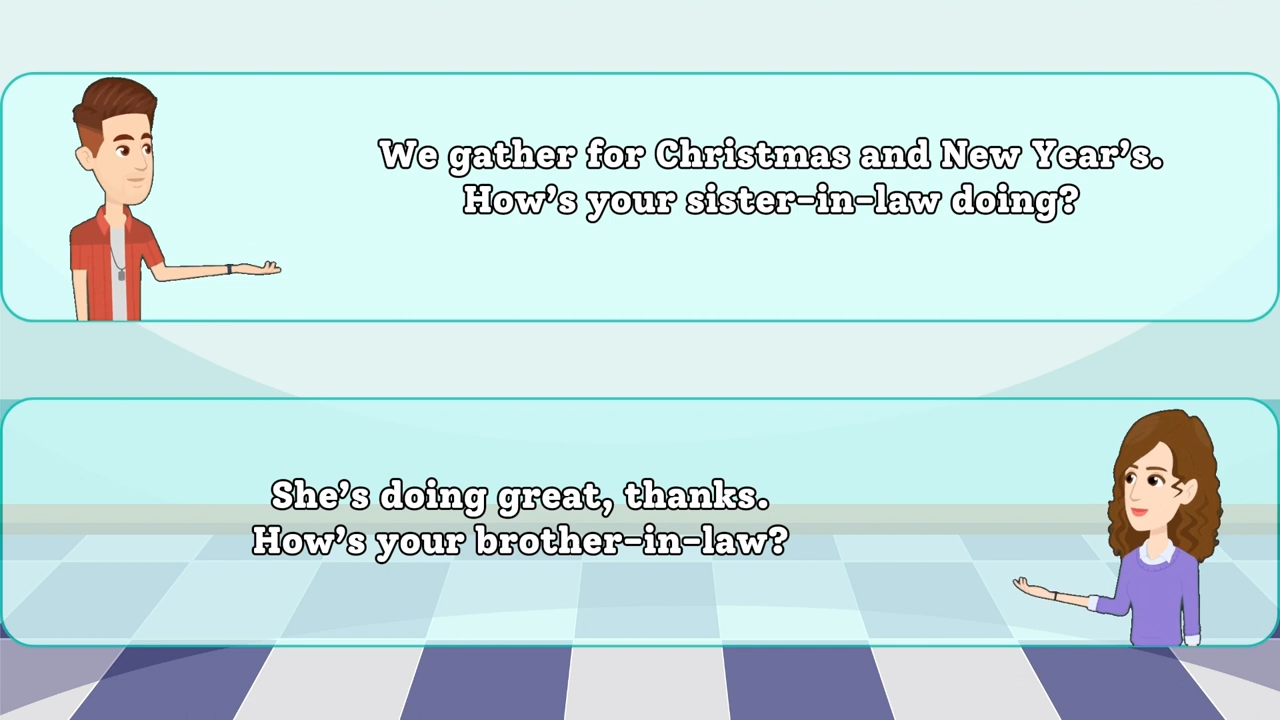 We gather for Christmas and New Year's.
How's your sister-in-law doing?
She's doing great, thanks.
How's your brother-in-law?